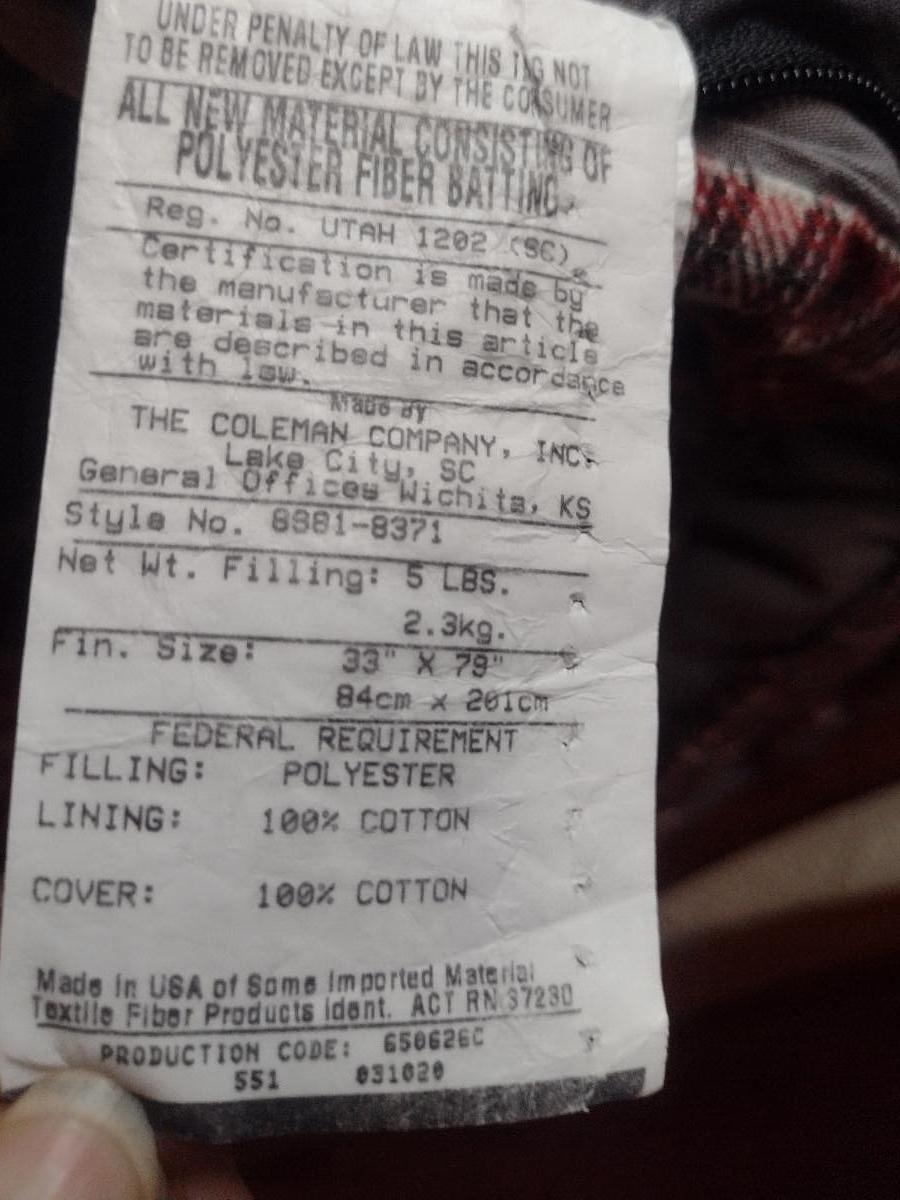 UNDER PENALTY OF LAW THIS TAG NOT
TO BE REMOVED EXCEPT BY THE CONSUMER
ALL NEW MATERIAL CONSISTING OF
POLYESTER FIBER BATTING
Reg. No. UTAH 1202 (SC)
Certification is made by
the manufacturer that the
materials in this article
are described in accordance
with law.
Made by
THE COLEMAN COMPANY, INC.
Lake City, SC
General Offices Wichita, KS
Style No. 8981-8371
Net Wt. Filling: 5 LBS.
2.3kg.
Fin. Size: 33" X 79"
84cm x 201cm
FEDERAL REQUIREMENT
FILLING: POLYESTER
LINING: 100% COTTON
COVER: 100% COTTON
Made in USA of Some Imported Material
Textile Fiber Products Ident. ACT RN 37230
PRODUCTION CODE: 650626C
551 031020